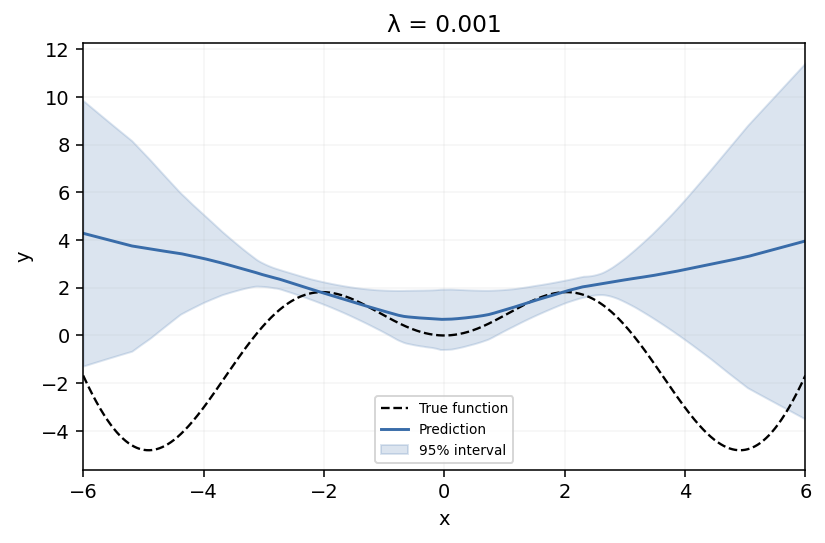 λ = 0.001
12
10
8
6
4
2
0
−2
−4
y
−6
−4
−2
0
2
4
6
x
True function
Prediction
95% interval